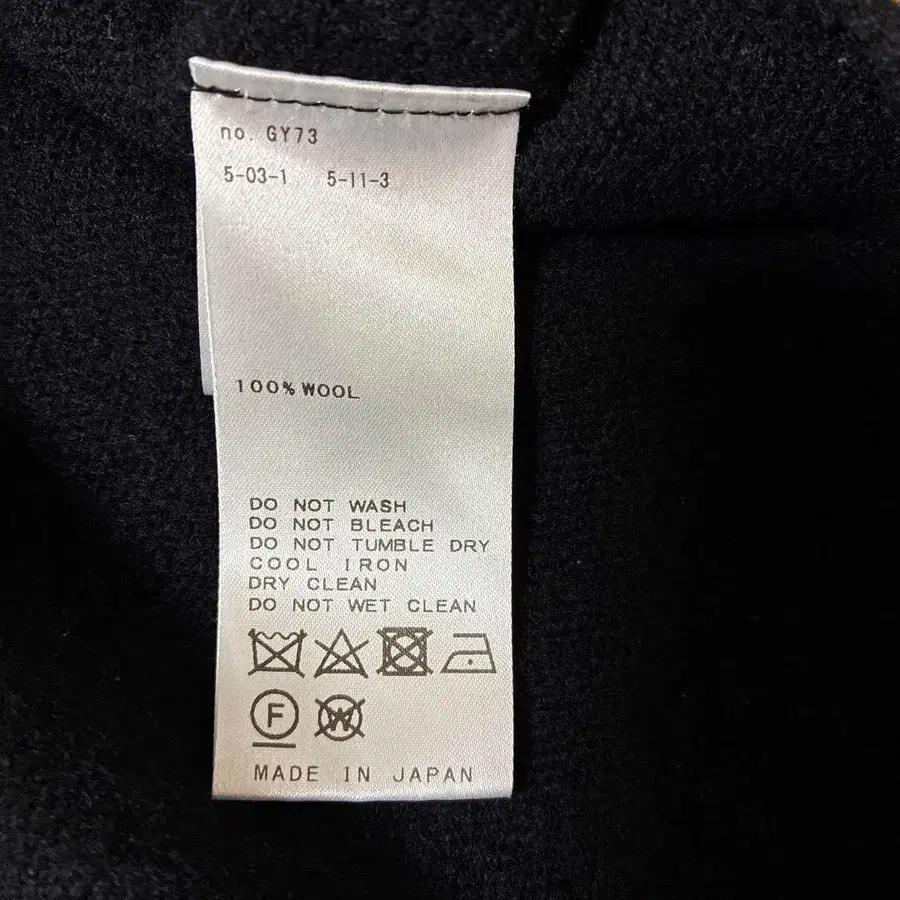 no. GY73
5-03-1 5-11-3
100% WOOL
DO NOT WASH
DO NOT BLEACH
DO NOT TUMBLE DRY
COOL IRON
DRY CLEAN
DO NOT WET CLEAN
F W
MADE IN JAPAN